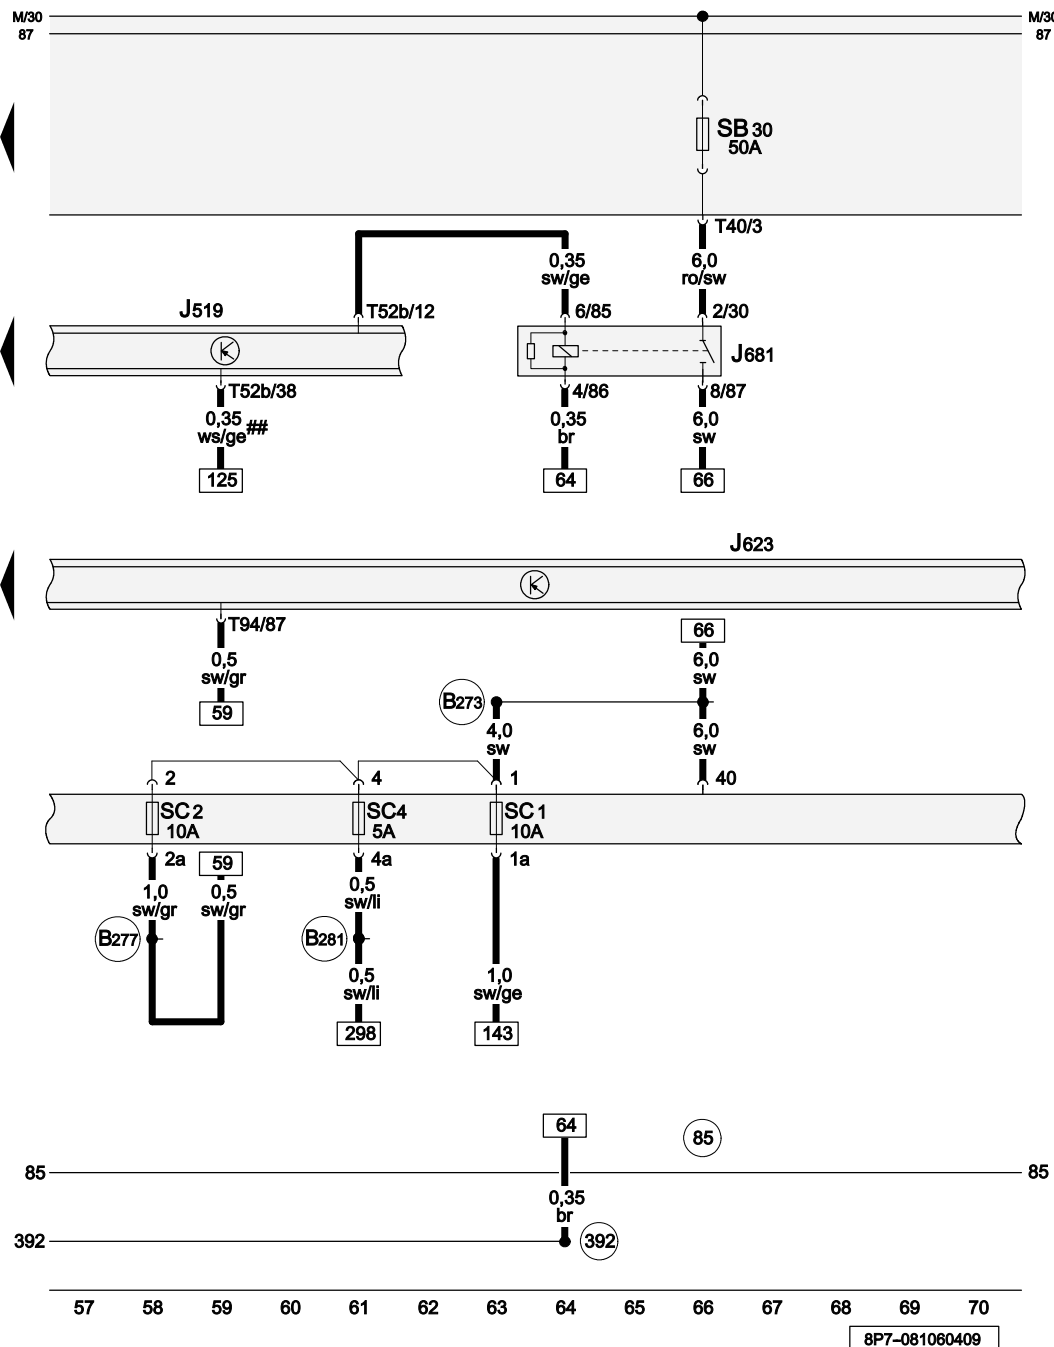 M/30
M/30
87
87
SB 30
50A
T40/3
0,35
sw/ge
6,0
ro/sw
J519
T52b/12
6/85
2/30
J681
T52b/38
4/86
8/87
0,35
ws/ge##
0,35
br
6,0
sw
125
64
66
J623
T94/87
66
0,5
sw/gr
6,0
sw
59
B273
4,0
sw
6,0
sw
2
4
1
40
SC2
10A
SC4
5A
SC1
10A
2a
59
4a
1a
1,0
sw/gr
0,5
sw/gr
0,5
sw/li
B277
B281
0,5
sw/li
1,0
sw/ge
298
143
64
85
85
85
0,35
br
392
392
57 58 59 60 61 62 63 64 65 66 67 68 69 70
8P7-081060409